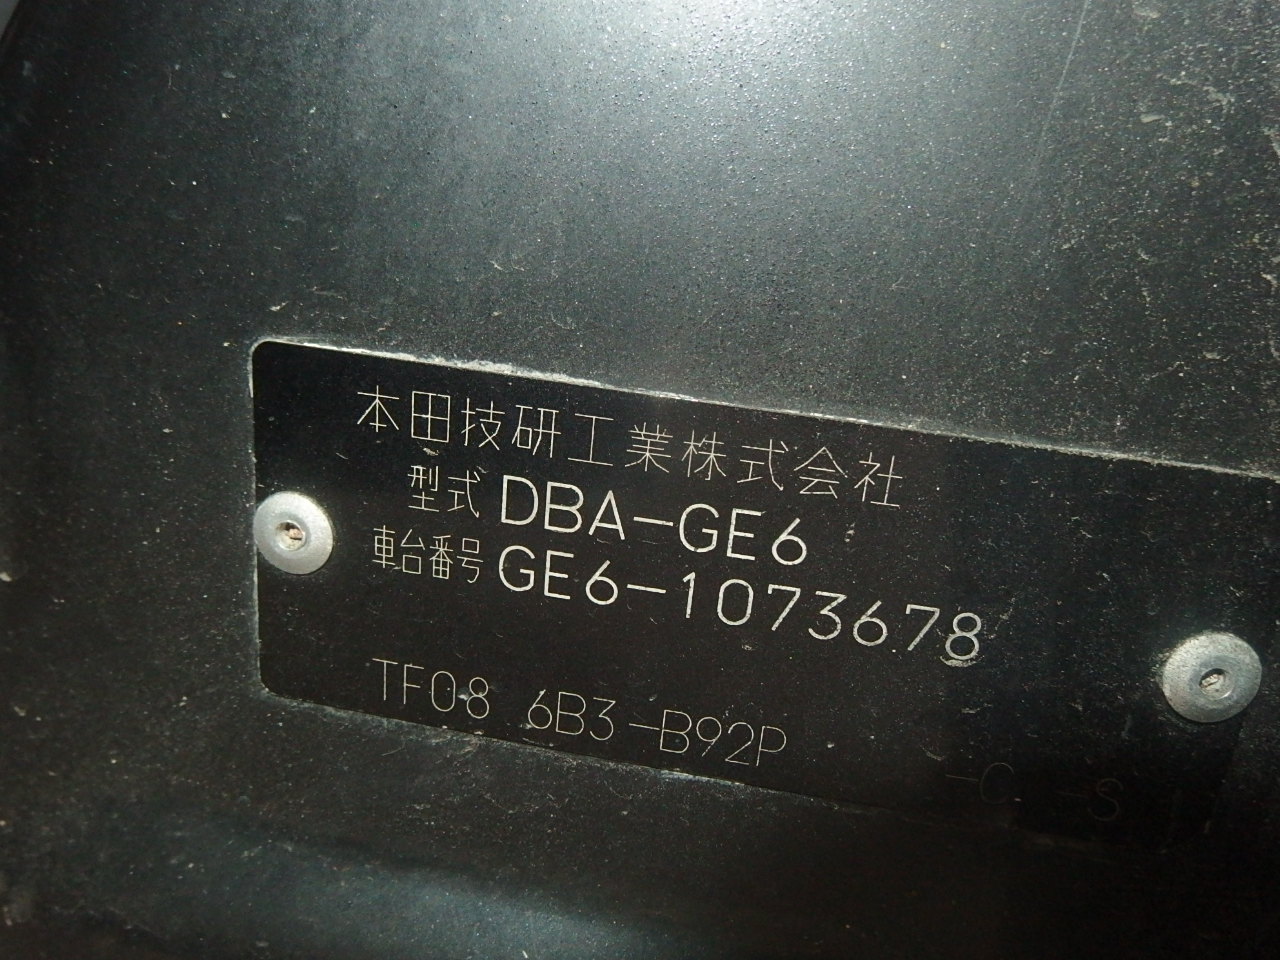 本田技研工業株式会社
型式 DBA-GE6
車台番号 GE6-1073678
TF08 6B3-B92P -C -S